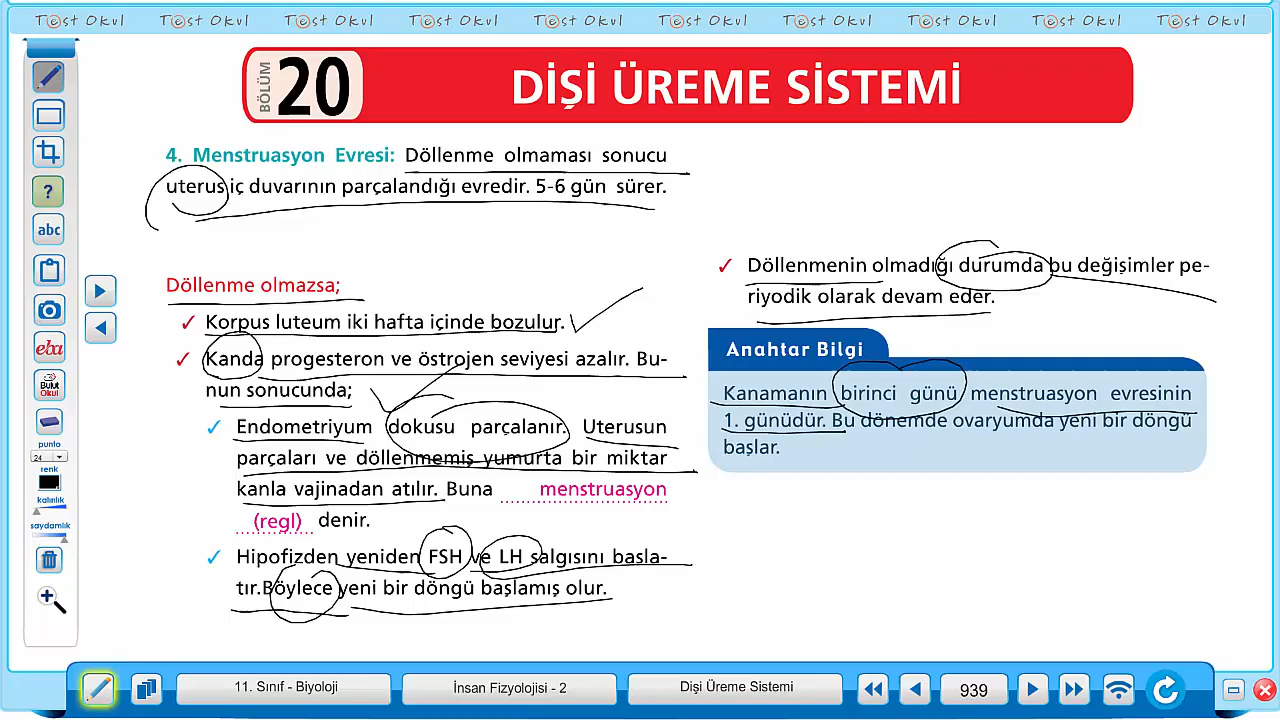 Test Okul Test Okul Test Okul Test Okul Test Okul Test Okul Test Okul Test Okul Test Okul Test Okul
BÖLÜM 20 DİŞİ ÜREME SİSTEMİ
4. Menstruasyon Evresi: Döllenme olmaması sonucu
uterus iç duvarının parçalandığı evredir. 5-6 gün sürer.
Döllenme olmazsa;
✓ Korpus luteum iki hafta içinde bozulur.
✓ Kanda progesteron ve östrojen seviyesi azalır. Bu-
nun sonucunda;
✓ Endometriyum dokusu parçalanır. Uterusun
parçaları ve döllenmemiş yumurta bir miktar
kanla vajinadan atılır. Buna menstruasyon
(regl) denir.
✓ Hipofizden yeniden FSH ve LH salgısını başla-
tır.Böylece yeni bir döngü başlamış olur.
✓ Döllenmenin olmadığı durumda bu değişimler pe-
riyodik olarak devam eder.
Anahtar Bilgi
Kanamanın birinci günü menstruasyon evresinin
1. günüdür. Bu dönemde ovaryumda yeni bir döngü
başlar.
?
abc
eba
Bulut
Okul
punto
24
renk
kalınlık
saydamlık
11. Sınıf - Biyoloji
İnsan Fizyolojisi - 2
Dişi Üreme Sistemi
939